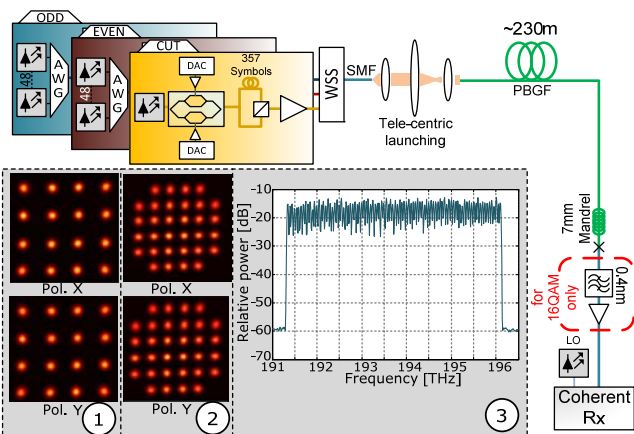 ODD
EVEN
CUT
48
AWG
48
AWG
DAC
DAC
357
Symbols
WSS
SMF
Tele-centric
launching
~230m
PBGF
7mm
Mandrel
0.4nm
for
16QAM
only
LO
Coherent
Rx
Pol. X
Pol. Y
1
Pol. X
Pol. Y
2
Relative power [dB]
-10
-20
-30
-40
-50
-60
-70
191 192 193 194 195 196
Frequency [THz]
3